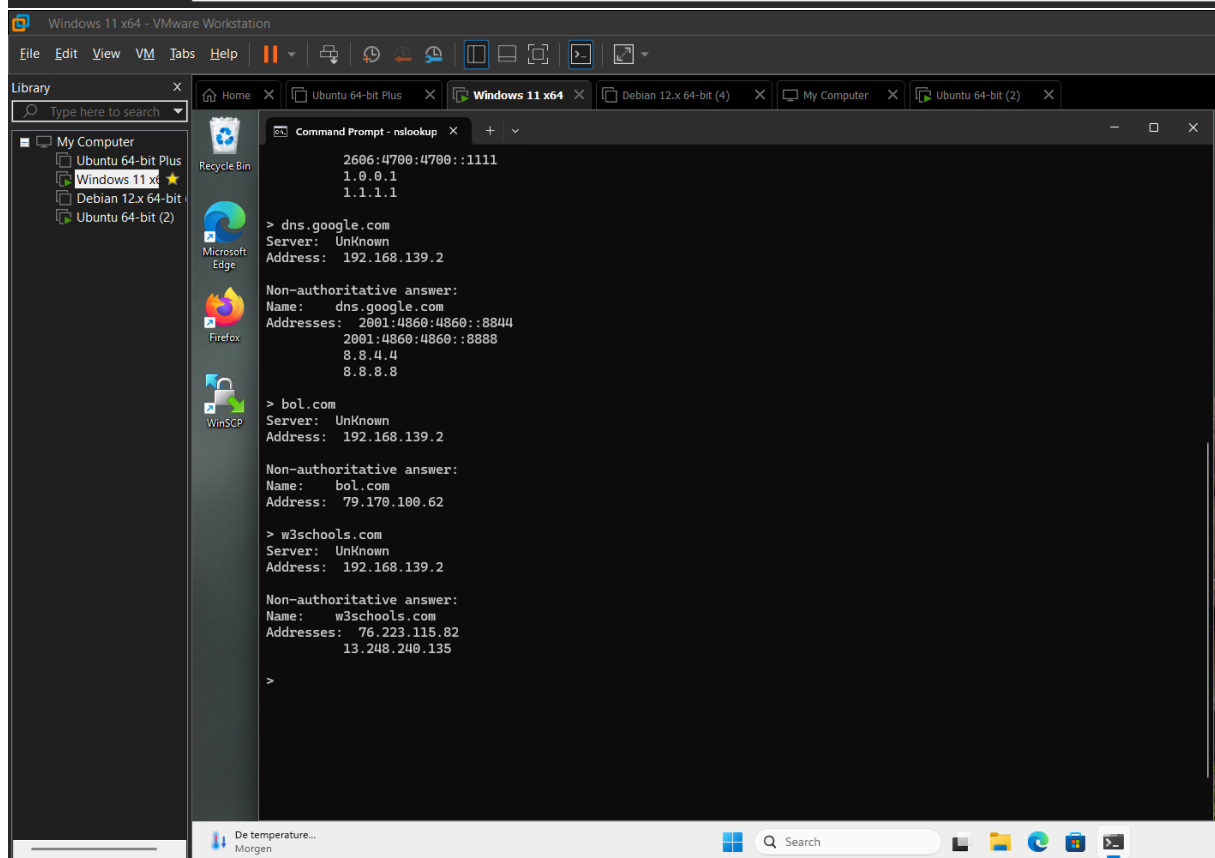 Windows 11 x64 - VMware Workstation
File Edit View VM Tabs Help
Library X
Type here to search
My Computer
Ubuntu 64-bit Plus
Windows 11 x6
Debian 12.x 64-bit
Ubuntu 64-bit (2)
Home Ubuntu 64-bit Plus Windows 11 x64 Debian 12.x 64-bit (4) My Computer Ubuntu 64-bit (2)
Recycle Bin
Microsoft Edge
Firefox
WinSCP
Command Prompt - nslookup
2606:4700:4700::1111
1.0.0.1
1.1.1.1
> dns.google.com
Server: UnKnown
Address: 192.168.139.2
Non-authoritative answer:
Name: dns.google.com
Addresses: 2001:4860:4860::8844
2001:4860:4860::8888
8.8.4.4
8.8.8.8
> bol.com
Server: UnKnown
Address: 192.168.139.2
Non-authoritative answer:
Name: bol.com
Address: 79.170.100.62
> w3schools.com
Server: UnKnown
Address: 192.168.139.2
Non-authoritative answer:
Name: w3schools.com
Addresses: 76.223.115.82
13.248.240.135
>
De temperature...
Morgen
Search